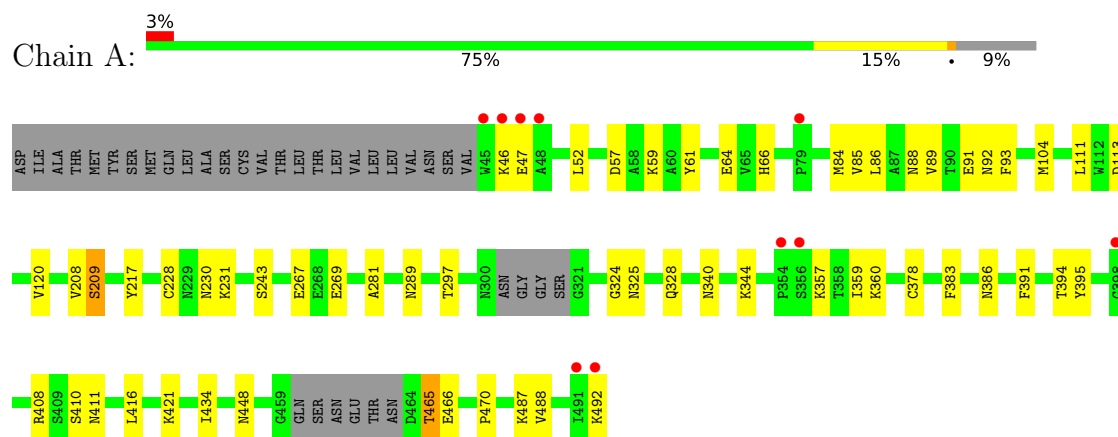 3%
Chain A:
75% 15% • 9%
ASP ILE ALA THR MET TYR SER MET GLN LEU ALA SER CYS VAL THR LEU THR LEU VAL LEU LEU VAL ASN SER VAL W45 K46 E47 A48 L52 D57 A58 K59 A60 Y61 E64 V65 H66 P79 M84 V85 L86 A87 N88 V89 T90 E91 N92 F93 M104 L111 W112 D113
V120 V208 S209 Y217 C228 N229 N230 K231 S243 E267 E268 E269 A281 N289 T297 N300 ASN GLY GLY SER G321 G324 N325 Q328 N340 K344 P354 S356 K357 T358 I359 K360 C378 F383 N386 F391 T394 Y395 G398
R408 S409 S410 N411 L416 K421 I434 N448 G459 GLN SER ASN GLU THR ASN D464 T465 E466 P470 K487 V488 I491 K492